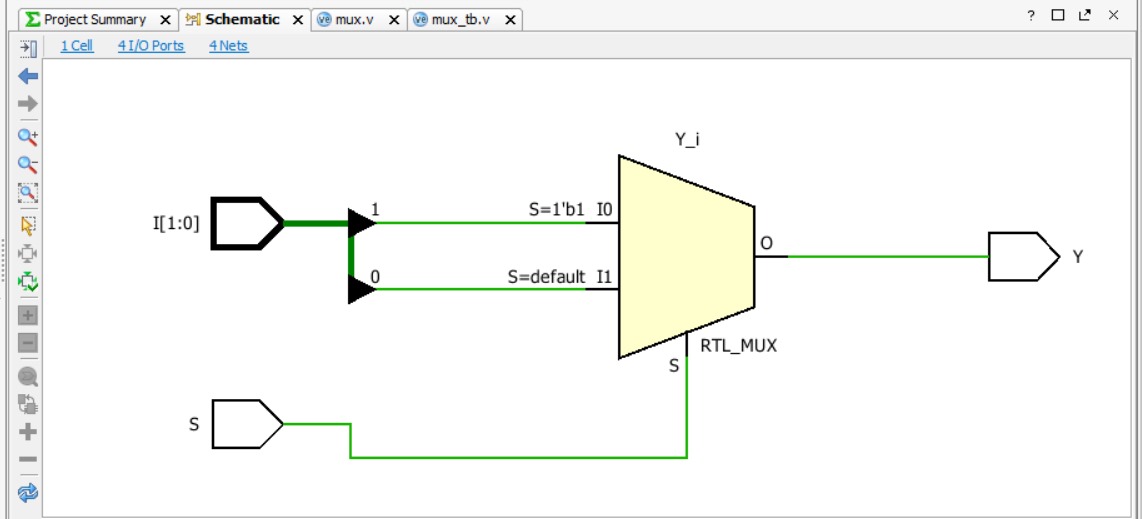 Project Summary × Schematic × mux.v × mux_tb.v ×
? ×
1 Cell 4 I/O Ports 4 Nets
Y_i
I[1:0] 1 S=1'b1 I0
O Y
0 S=default I1
RTL_MUX
S
S